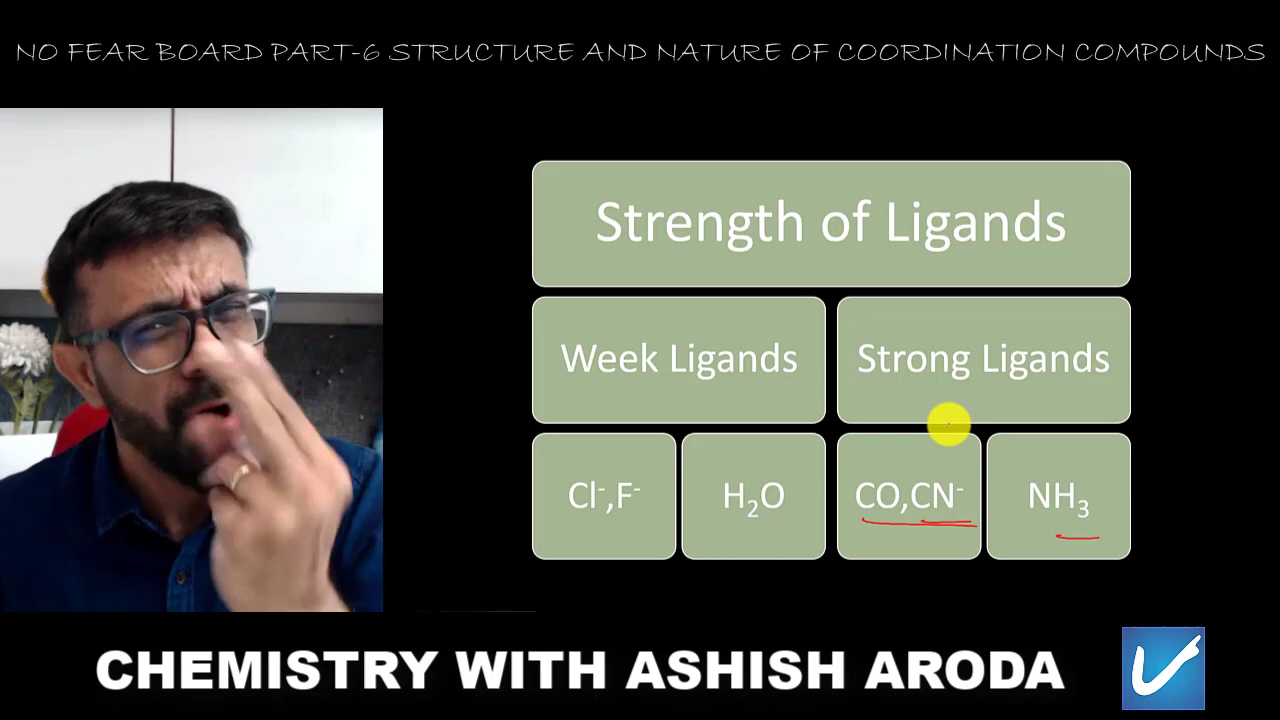 NO FEAR BOARD PART-6 STRUCTURE AND NATURE OF COORDINATION COMPOUNDS
Strength of Ligands
Week Ligands
Strong Ligands
Cl⁻,F⁻
H₂O
CO,CN⁻
NH₃
CHEMISTRY WITH ASHISH ARODA